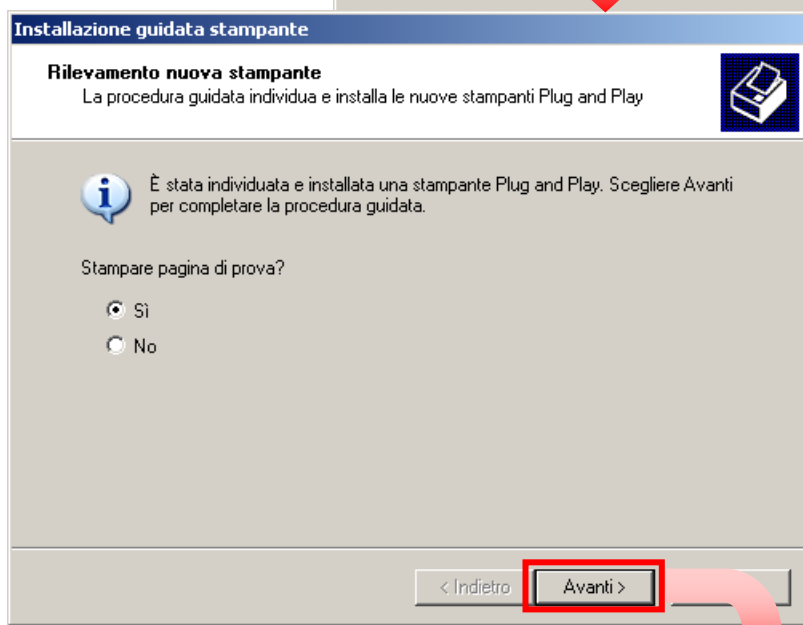 Installazione guidata stampante
Rilevamento nuova stampante
La procedura guidata individua e installa le nuove stampanti Plug and Play
È stata individuata e installata una stampante Plug and Play. Scegliere Avanti
per completare la procedura guidata.
Stampare pagina di prova?
Sì
No
< Indietro
Avanti >